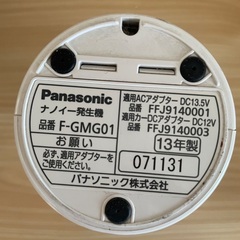 Panasonic
ナノイー発生機
品番 F-GMG01
お願い
必ず、適用アダプターを
ご使用ください。
適用ACアダプター DC13.5V
品番 FFJ9140001
適用カーDCアダプター DC12V
品番 FFJ9140003
13年製
071131
パナソニック株式会社